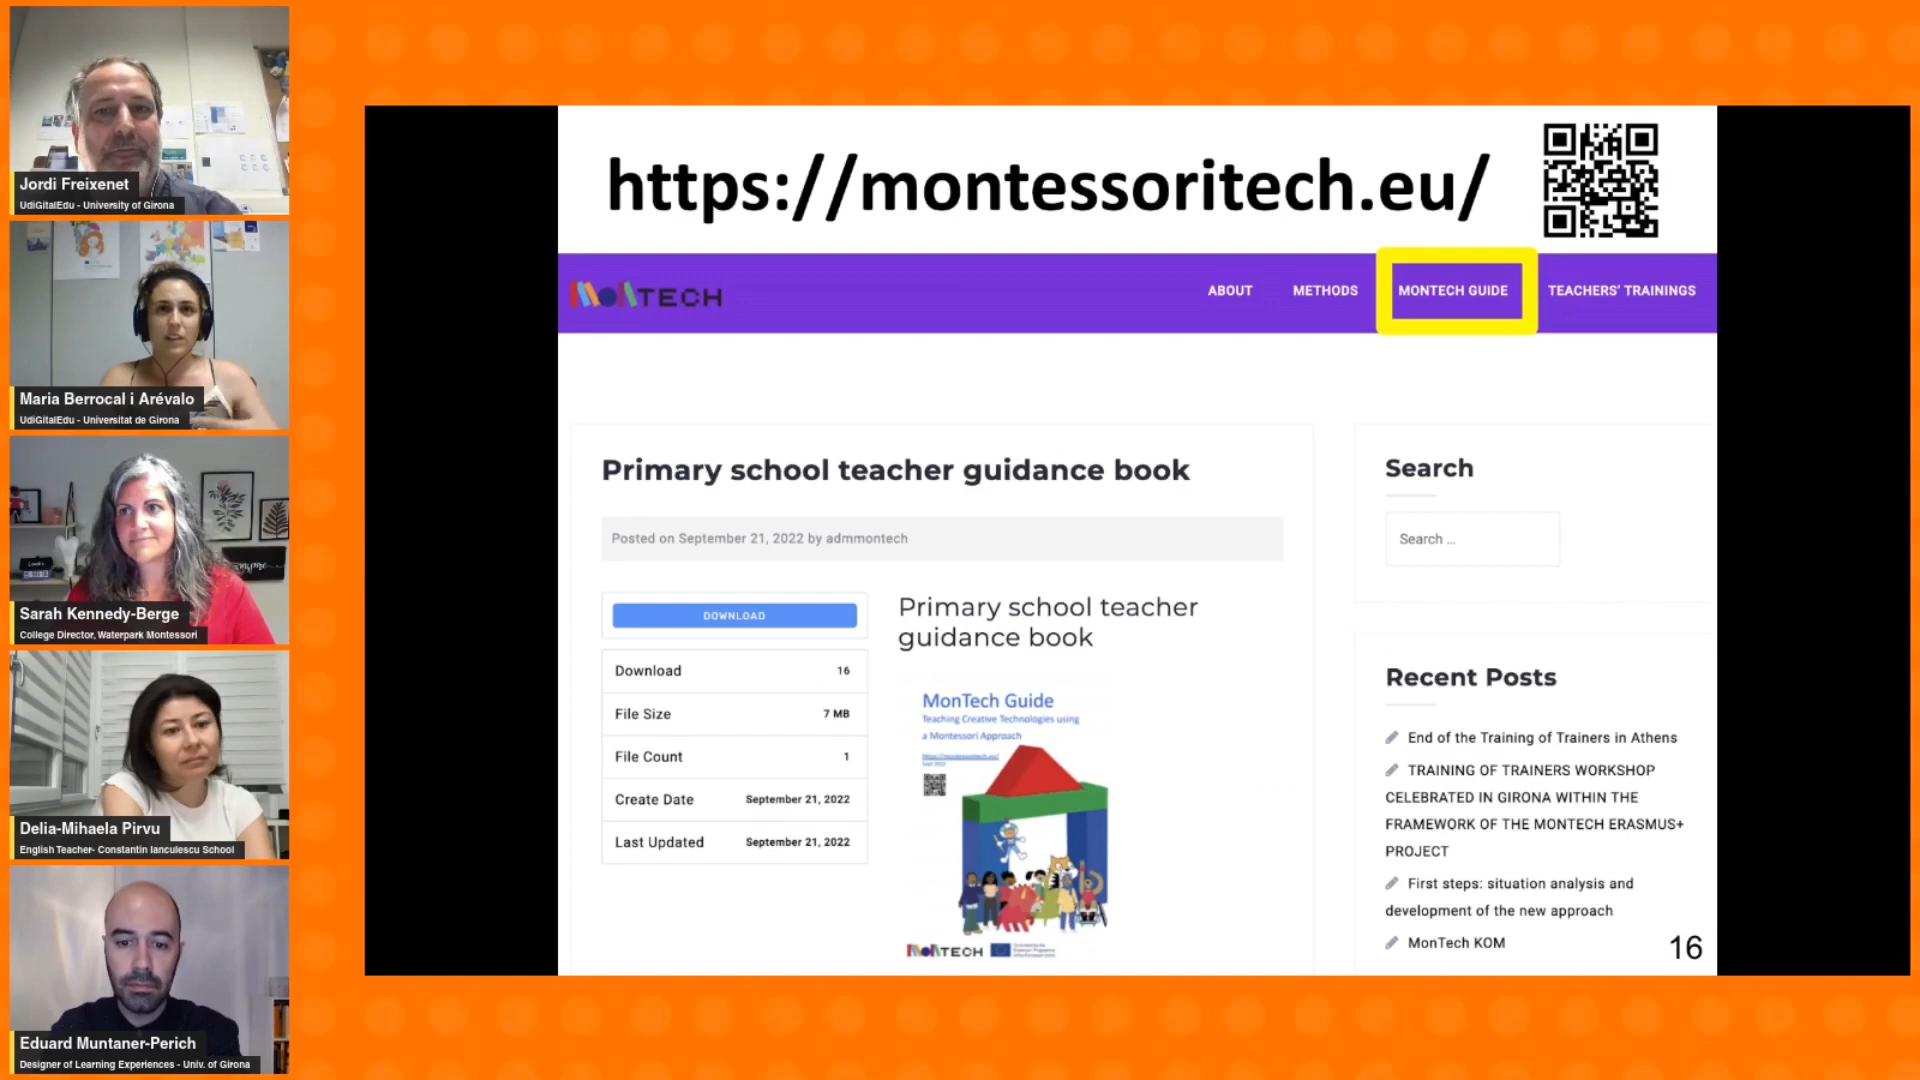 Jordi Freixenet
UdiGitalEdu - University of Girona
Maria Berrocal i Arévalo
UdiGitalEdu - Universitat de Girona
Sarah Kennedy-Berge
College Director, Waterpark Montessori
Delia-Mihaela Pirvu
English Teacher- Constantin Ianculescu School
Eduard Muntaner-Perich
Designer of Learning Experiences - Univ. of Girona
https://montessoritech.eu/
MONTECH
ABOUT
METHODS
MONTECH GUIDE
TEACHERS' TRAININGS
Primary school teacher guidance book
Posted on September 21, 2022 by admmontech
DOWNLOAD
Download 16
File Size 7 MB
File Count 1
Create Date September 21, 2022
Last Updated September 21, 2022
Primary school teacher
guidance book
MonTech Guide
Teaching Creative Technologies using
a Montessori Approach
https://montessoritech.eu/
MONTECH
Search
Search ...
Recent Posts
End of the Training of Trainers in Athens
TRAINING OF TRAINERS WORKSHOP
CELEBRATED IN GIRONA WITHIN THE
FRAMEWORK OF THE MONTECH ERASMUS+
PROJECT
First steps: situation analysis and
development of the new approach
MonTech KOM
16